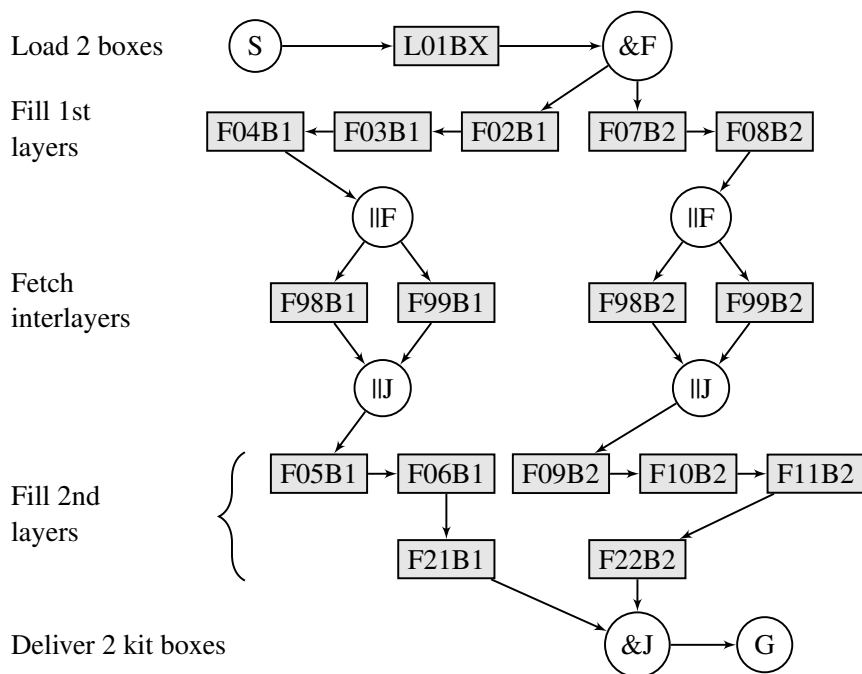 Load 2 boxes S L01BX &F
Fill 1st
layers
F04B1 F03B1 F02B1 F07B2 F08B2
||F ||F
Fetch
interlayers
F98B1 F99B1 F98B2 F99B2
||J ||J
F05B1 F06B1 F09B2 F10B2 F11B2
Fill 2nd
layers
F21B1 F22B2
Deliver 2 kit boxes &J G